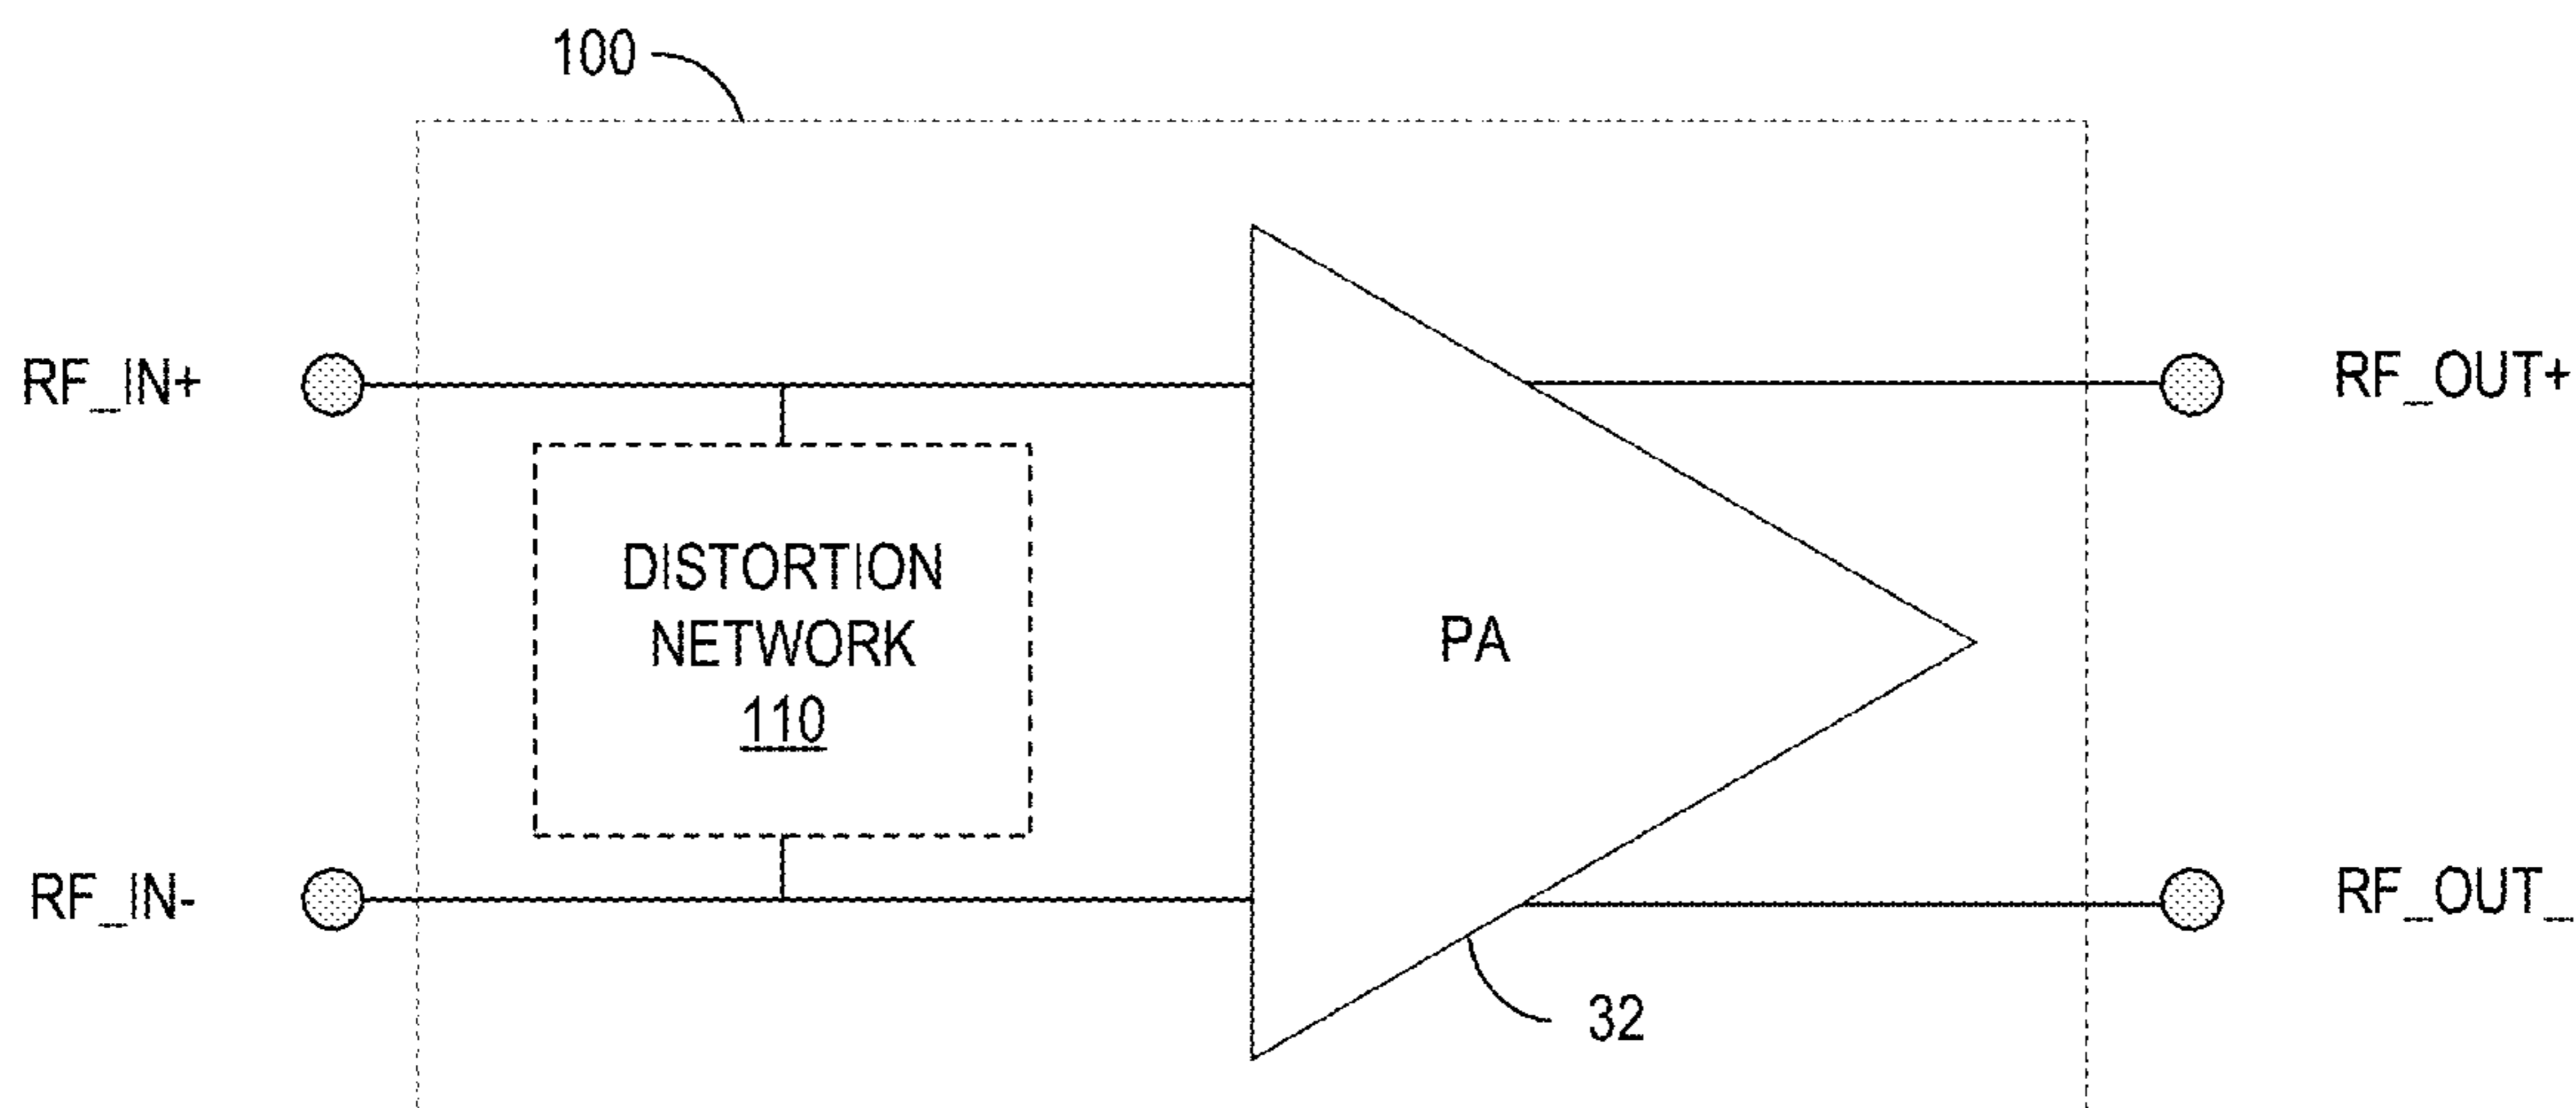 100
RF_IN+
RF_OUT+
DISTORTION
NETWORK
110
PA
RF_IN-
RF_OUT_
32